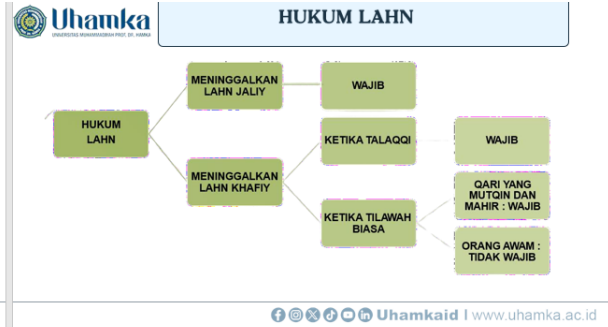 Uhamka
UNIVERSITAS MUHAMMADIYAH PROF. DR. HAMKA
HUKUM LAHN
HUKUM
LAHN
MENINGGALKAN
LAHN JALIY
WAJIB
MENINGGALKAN
LAHN KHAFIY
KETIKA TALAQQI
WAJIB
KETIKA TILAWAH
BIASA
QARI YANG
MUTQIN DAN
MAHIR : WAJIB
ORANG AWAM :
TIDAK WAJIB
Uhamkaid I www.uhamka.ac.id